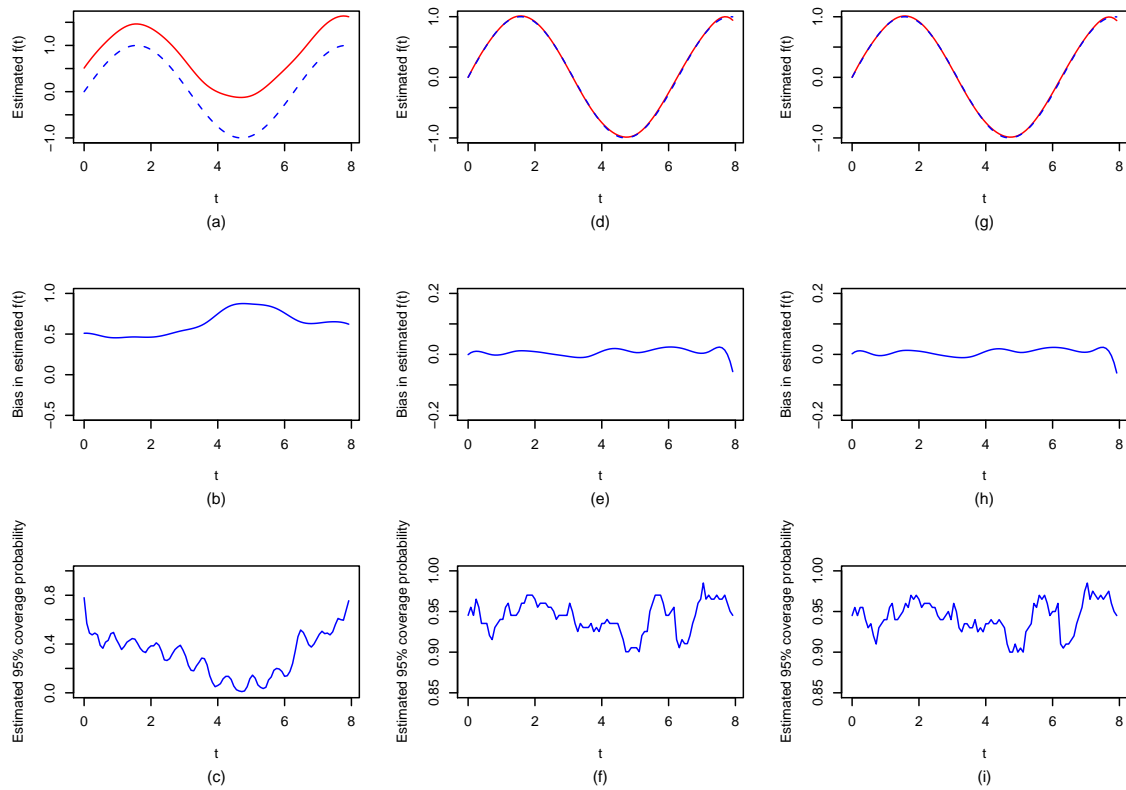 Estimated f(t)
−1.0
0.0
1.0
0
2
4
6
8
t
(a)
Estimated f(t)
−1.0
0.0
1.0
0
2
4
6
8
t
(d)
Estimated f(t)
−1.0
0.0
1.0
0
2
4
6
8
t
(g)
Bias in estimated f(t)
−0.5
0.0
0.5
1.0
0
2
4
6
8
t
(b)
Bias in estimated f(t)
−0.2
0.0
0.2
0
2
4
6
8
t
(e)
Bias in estimated f(t)
−0.2
0.0
0.2
0
2
4
6
8
t
(h)
Estimated 95% coverage probability
0.0
0.4
0.8
0
2
4
6
8
t
(c)
Estimated 95% coverage probability
0.85
0.90
0.95
1.00
0
2
4
6
8
t
(f)
Estimated 95% coverage probability
0.85
0.90
0.95
1.00
0
2
4
6
8
t
(i)